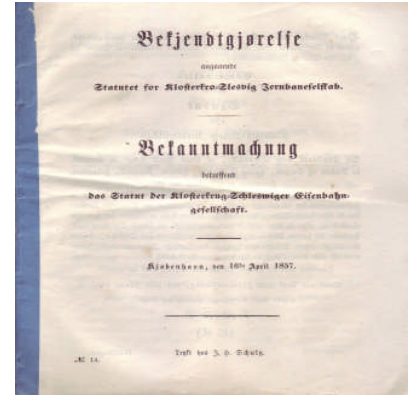 Bekjendtgjørelse
angaaende
Statutet for Klosterkro-Slesvig Jernbaneselskab.
Bekanntmachung
betreffend
das Statut der Klosterkrug-Schleswiger Eisenbahn-
gesellschaft.
Kjøbenhavn, den 16de April 1857.
№ 14.
Trykt hos J. H. Schultz.